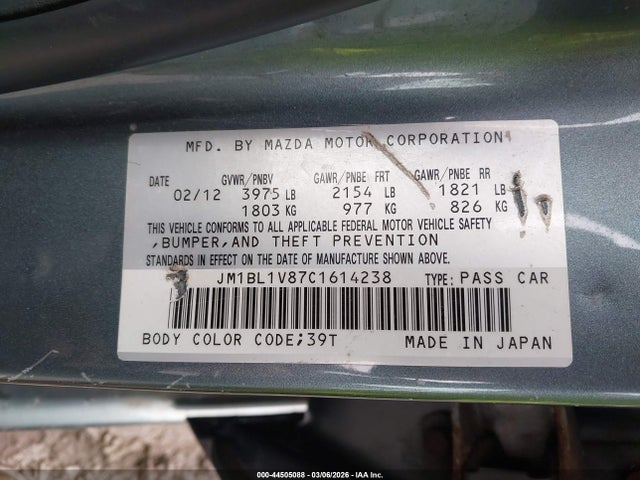 MFD. BY MAZDA MOTOR CORPORATION
DATE GVWR/PNBV GAWR/PNBE FRT GAWR/PNBE RR
02/12 3975 LB 2154 LB 1821 LB
1803 KG 977 KG 826 KG
THIS VEHICLE CONFORMS TO ALL APPLICABLE FEDERAL MOTOR VEHICLE SAFETY
,BUMPER,AND THEFT PREVENTION
STANDARDS IN EFFECT ON THE DATE OF MANUFACTURE SHOWN ABOVE.
JM1BL1V87C1614238 TYPE: PASS CAR
BODY COLOR CODE;39T MADE IN JAPAN
000-44505088 | 03/06/2026 | ©IAA, Inc.